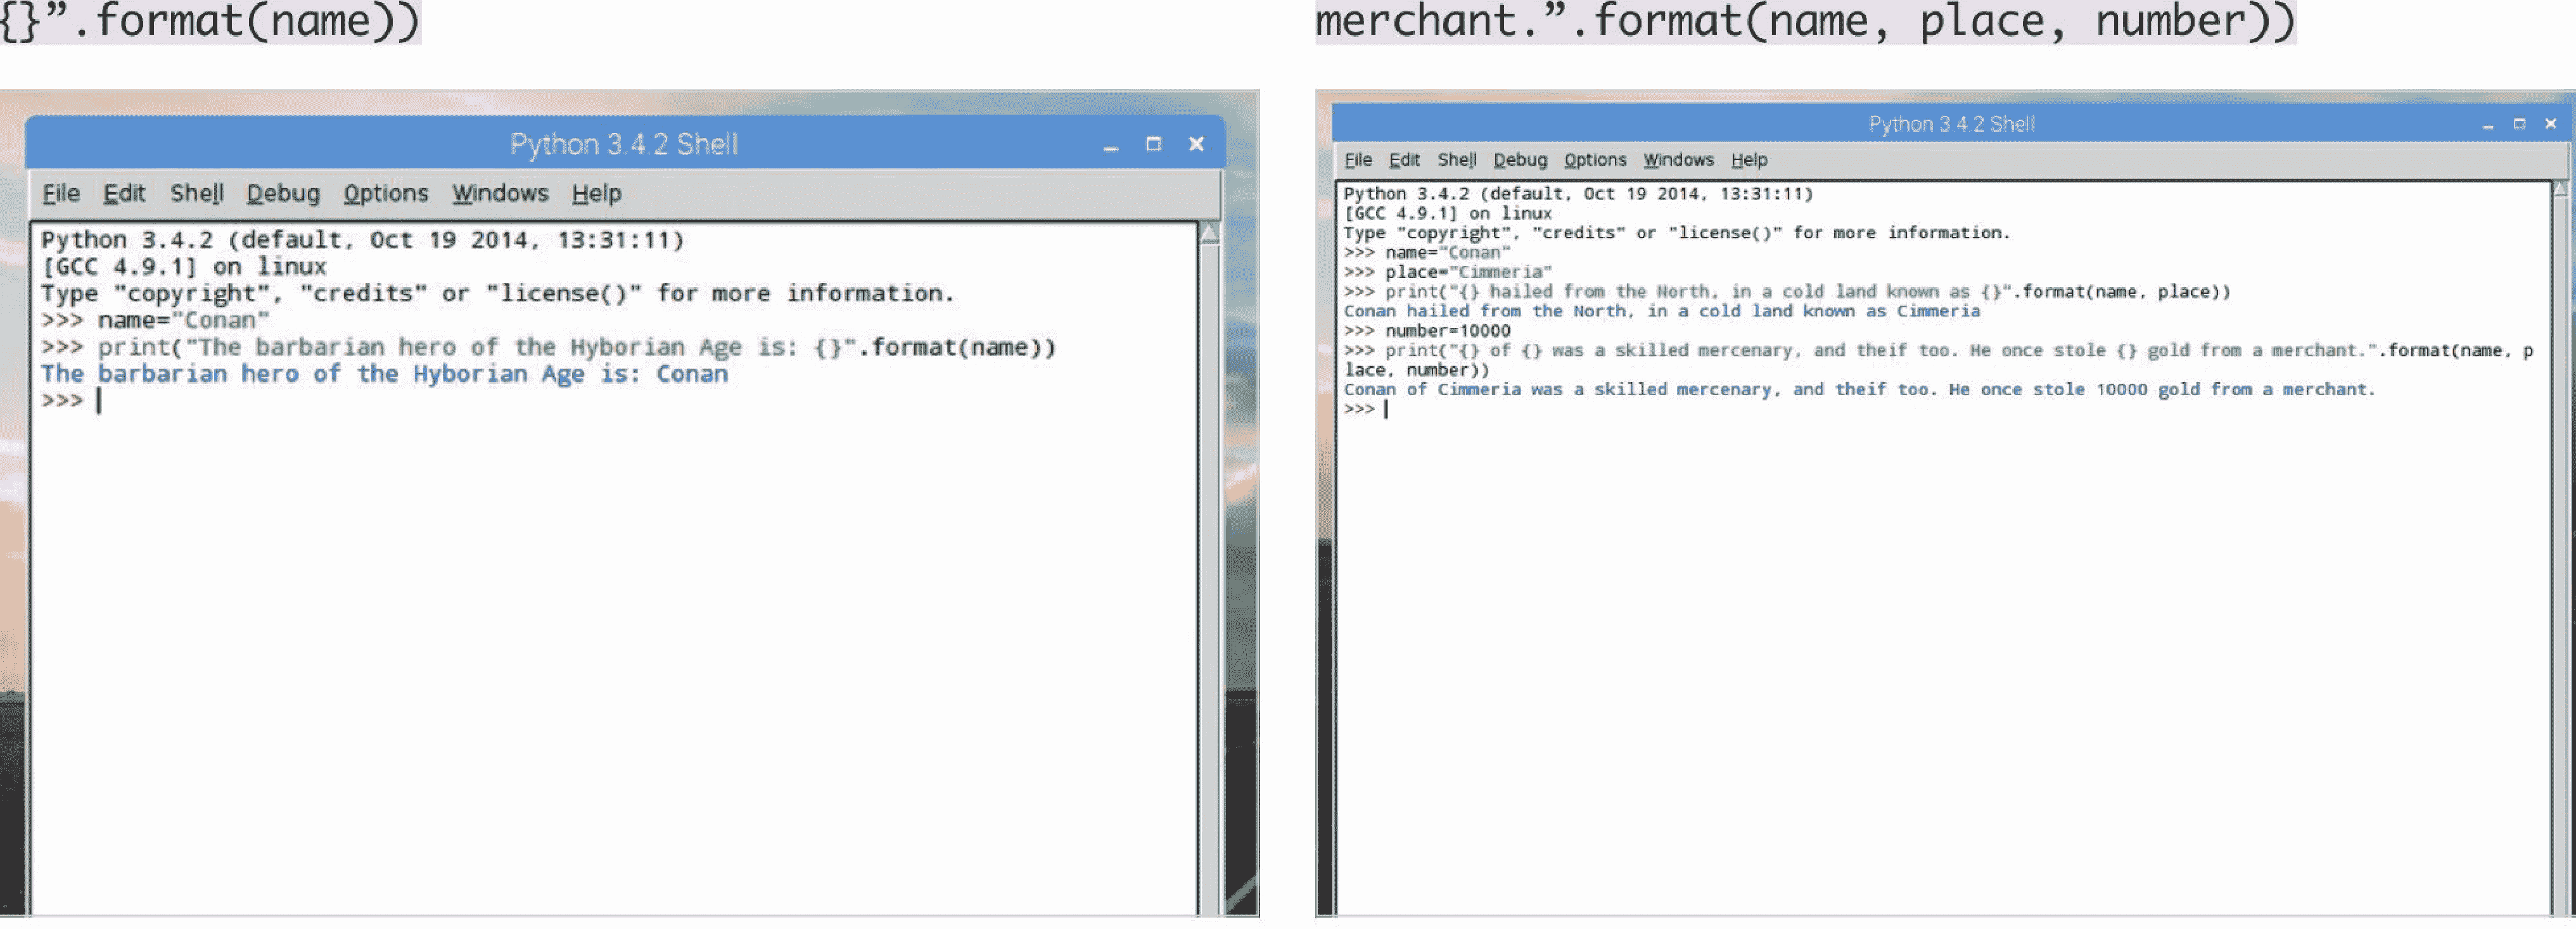 {}”.format(name))
Python 3.4.2 Shell
File Edit Shell Debug Options Windows Help
Python 3.4.2 (default, Oct 19 2014, 13:31:11)
[GCC 4.9.1] on linux
Type "copyright", "credits" or "license()" for more information.
>>> name="Conan"
>>> print("The barbarian hero of the Hyborian Age is: {}".format(name))
The barbarian hero of the Hyborian Age is: Conan
>>>
merchant.”.format(name, place, number))
Python 3.4.2 Shell
File Edit Shell Debug Options Windows Help
Python 3.4.2 (default, Oct 19 2014, 13:31:11)
[GCC 4.9.1] on linux
Type "copyright", "credits" or "license()" for more information.
>>> name="Conan"
>>> place="Cimmeria"
>>> print("{} hailed from the North, in a cold land known as {}".format(name, place))
Conan hailed from the North, in a cold land known as Cimmeria
>>> number=10000
>>> print("{} of {} was a skilled mercenary, and theif too. He once stole {} gold from a merchant.".format(name, p
lace, number))
Conan of Cimmeria was a skilled mercenary, and theif too. He once stole 10000 gold from a merchant.
>>>